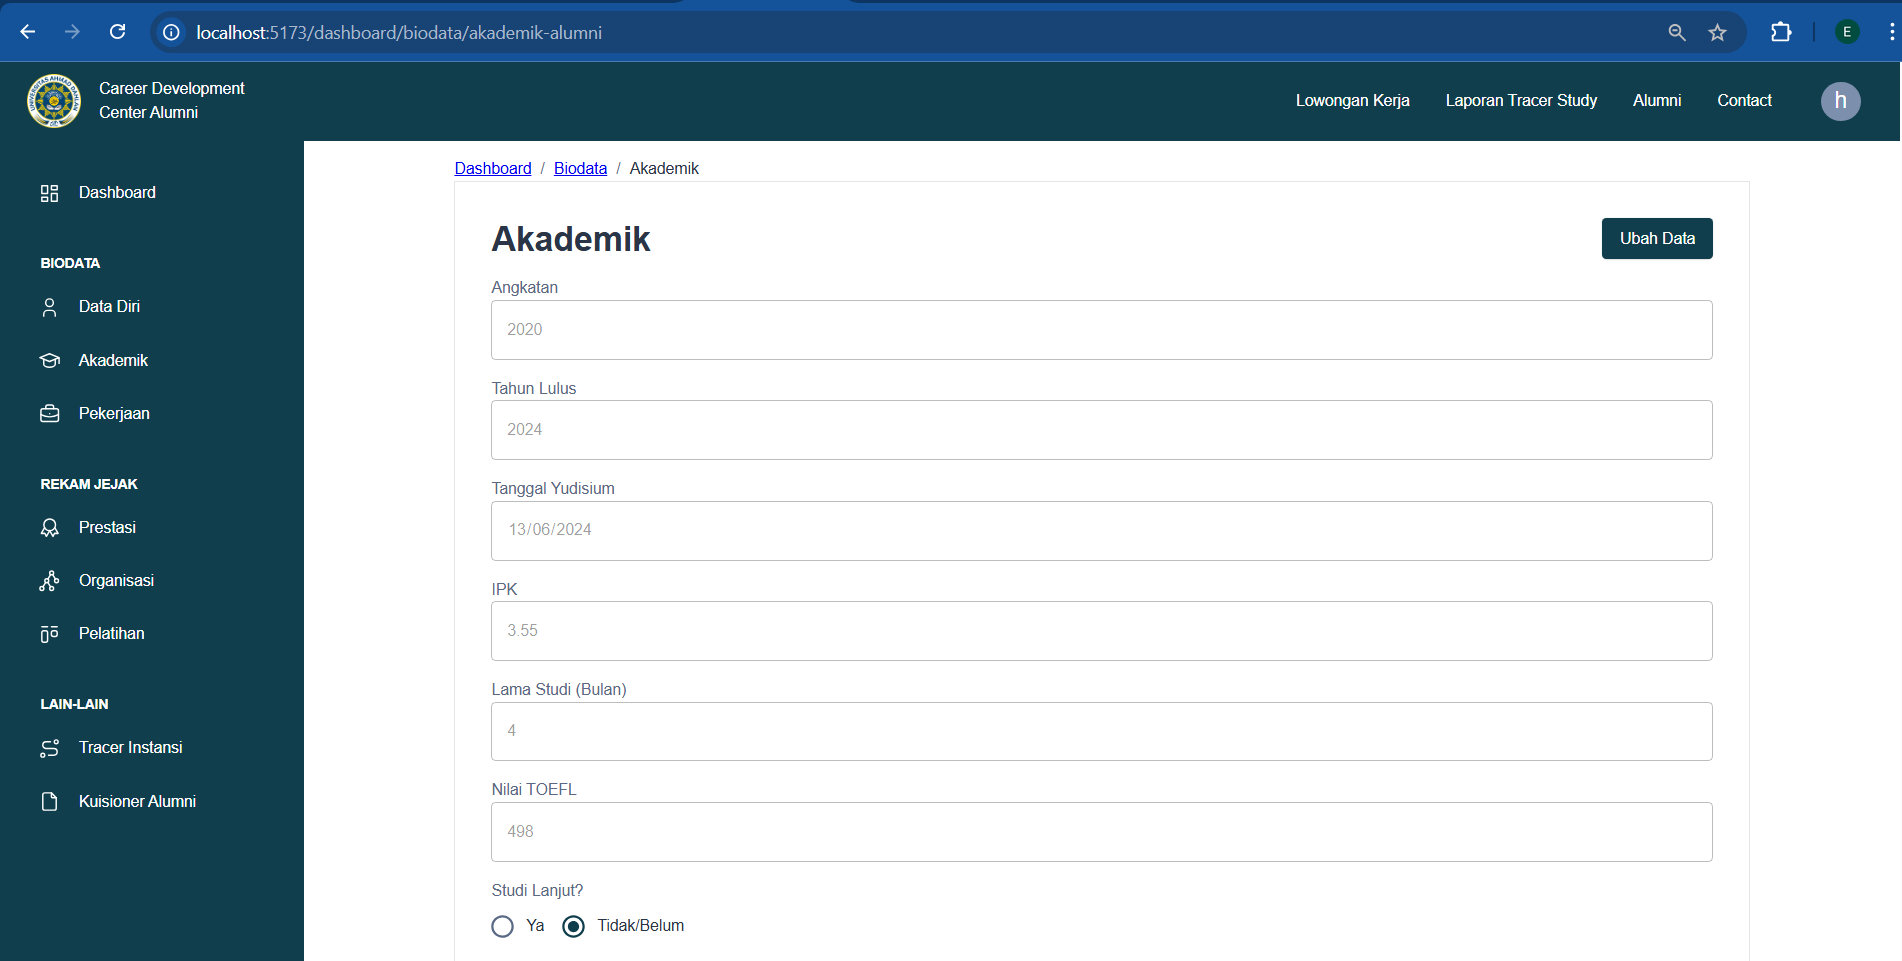 localhost:5173/dashboard/biodata/akademik-alumni
E
UNIVERSITAS AHMAD DAHLAN
Career Development
Center Alumni
Lowongan Kerja
Laporan Tracer Study
Alumni
Contact
h
Dashboard
BIODATA
Data Diri
Akademik
Pekerjaan
REKAM JEJAK
Prestasi
Organisasi
Pelatihan
LAIN-LAIN
Tracer Instansi
Kuisioner Alumni
Dashboard / Biodata / Akademik
Akademik
Ubah Data
Angkatan
2020
Tahun Lulus
2024
Tanggal Yudisium
13/06/2024
IPK
3.55
Lama Studi (Bulan)
4
Nilai TOEFL
498
Studi Lanjut?
Ya
Tidak/Belum